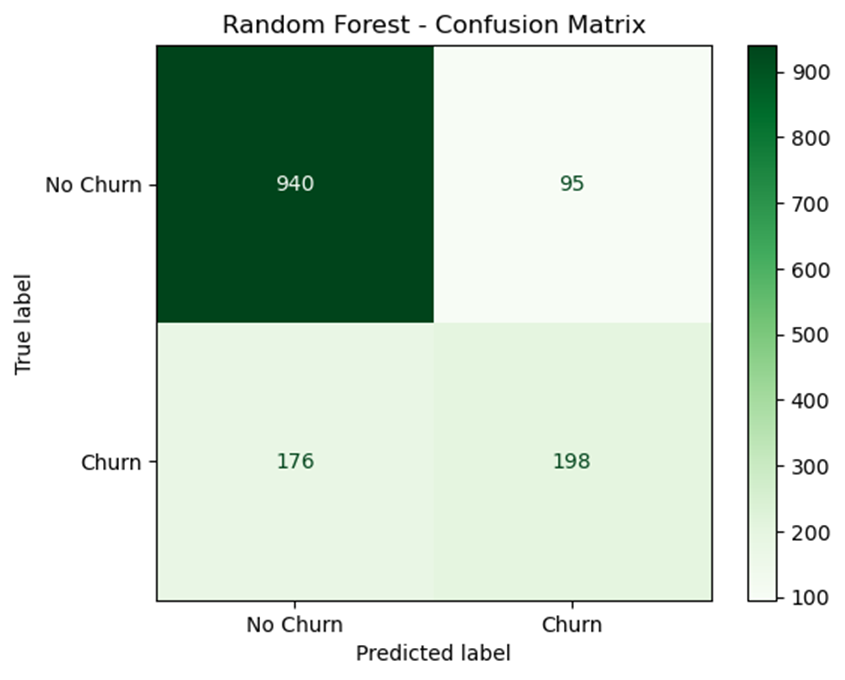 Random Forest - Confusion Matrix
No Churn
940
95
Churn
176
198
No Churn
Churn
Predicted label
True label
900
800
700
600
500
400
300
200
100